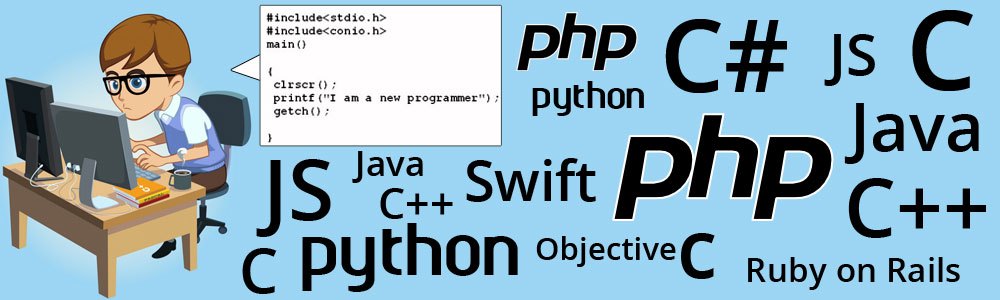 #include<stdio.h>
#include<conio.h>
main()
{
clrscr();
printf("I am a new programmer");
getch();
}
php
C#
JS
C
python
Java
php
JS
Java
C++
Swift
C++
C
python
Objective C
Ruby on Rails